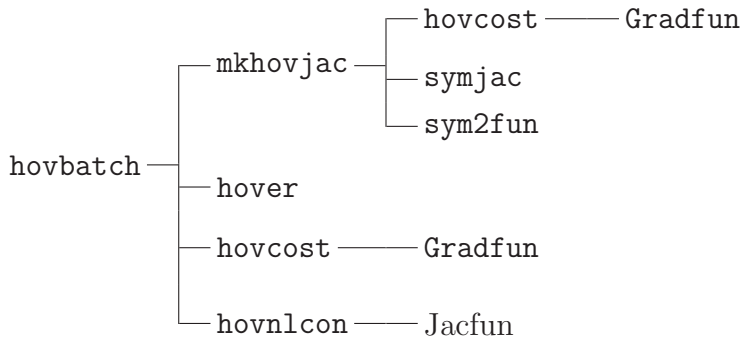 hovcost Gradfun
mkhovjac symjac
sym2fun
hovbatch
hover
hovcost Gradfun
hovnlcon Jacfun